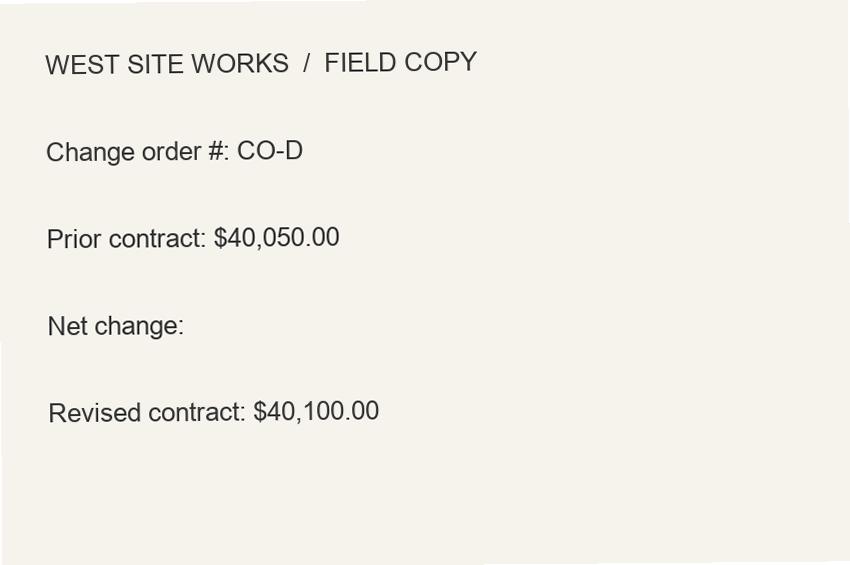 WEST SITE WORKS / FIELD COPY
Change order #: CO-D
Prior contract: $40,050.00
Net change:
Revised contract: $40,100.00